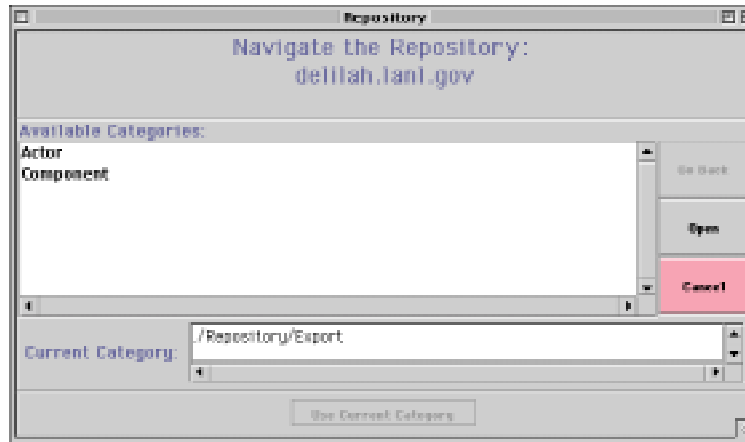 Repository
Navigate the Repository:
delilah.lanl.gov
Available Categories:
Actor
Component
Go Back
Open
Cancel
Current Category:
./Repository/Export
Use Current Category